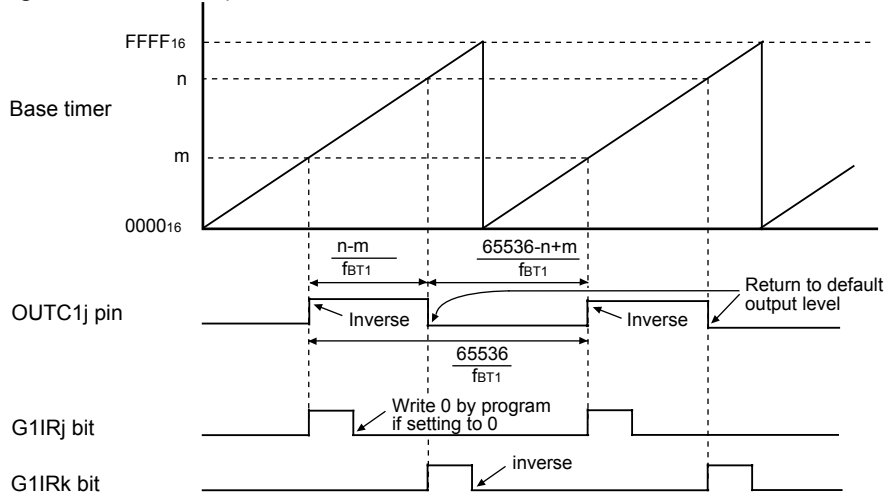 FFFF16
n
Base timer
m
000016
n-m
fBT1
65536-n+m
fBT1
Return to default
output level
OUTC1j pin
Inverse
Inverse
65536
fBT1
Write 0 by program
if setting to 0
G1IRj bit
inverse
G1IRk bit